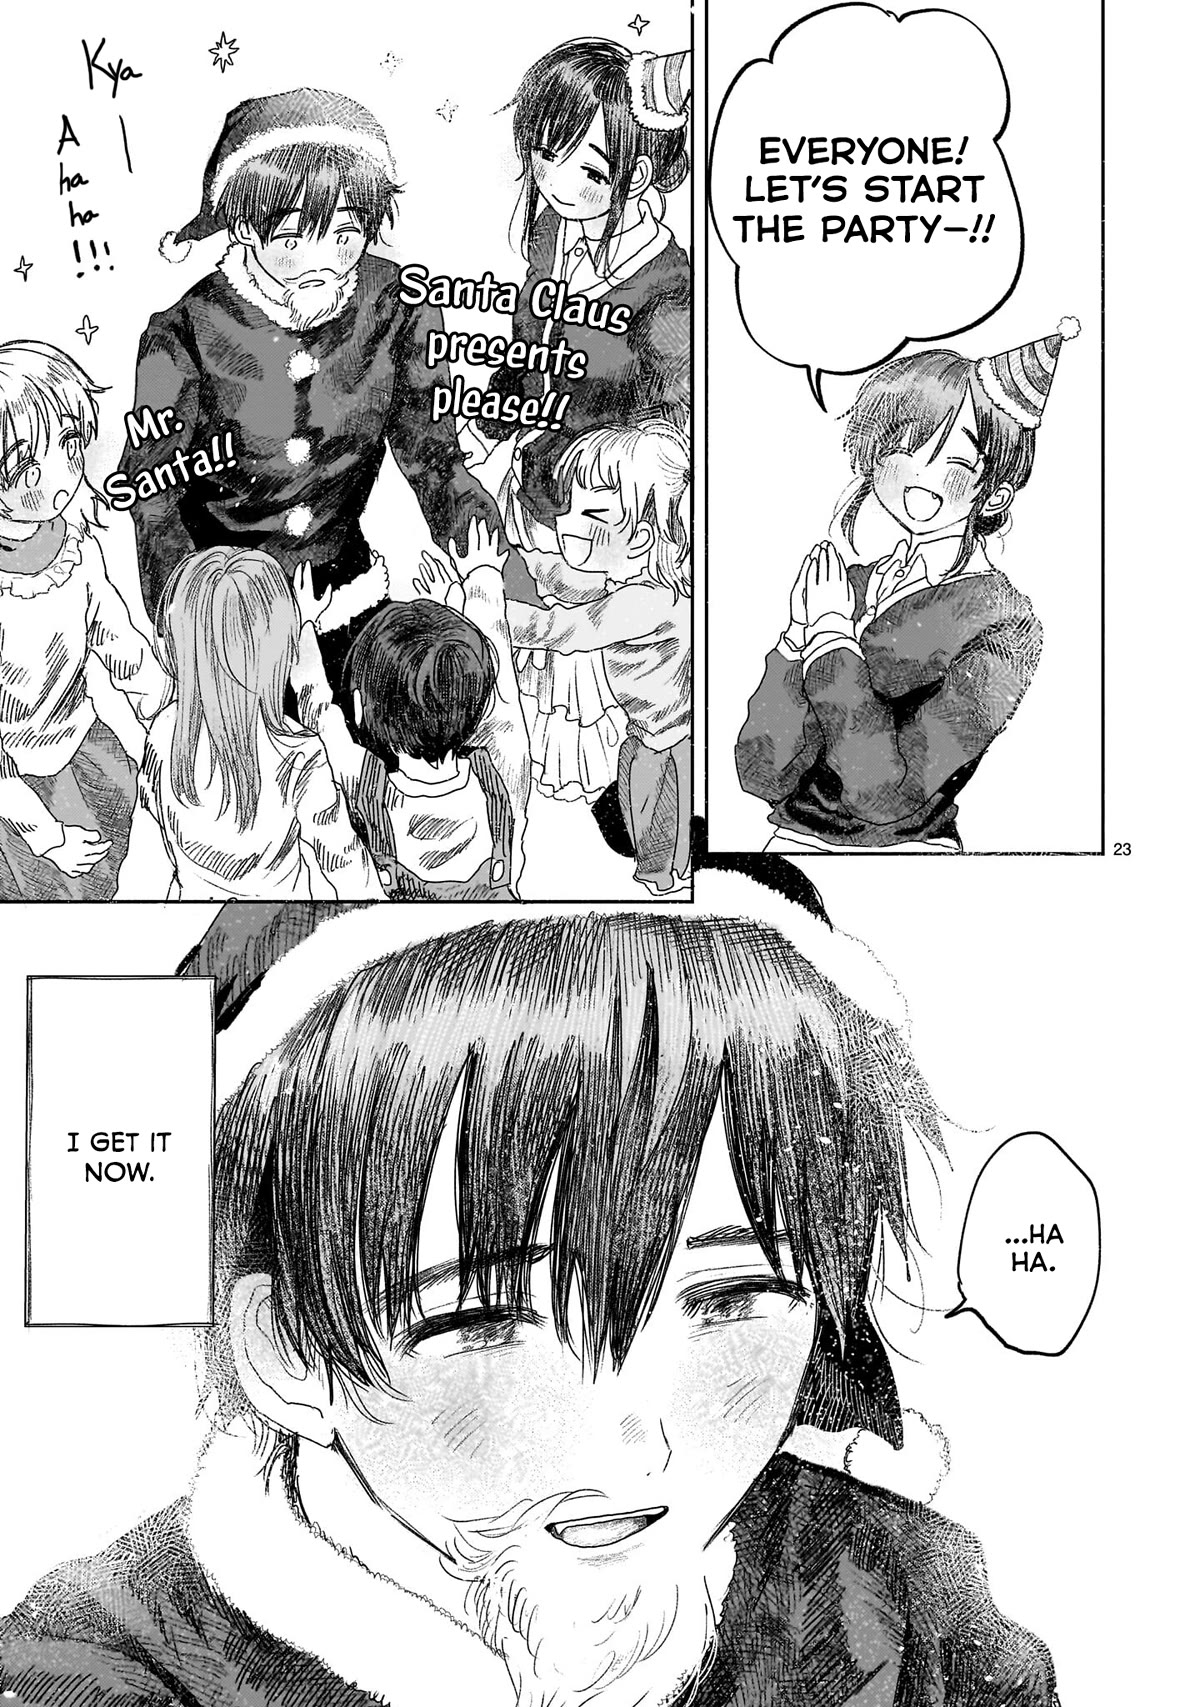 EVERYONE!
LET'S START
THE PARTY—!!
Kya
|
A
ha
ha
!!!
Santa Claus
presents
please!!
Mr.
Santa!!
23
...HA
HA.
I GET IT
NOW.